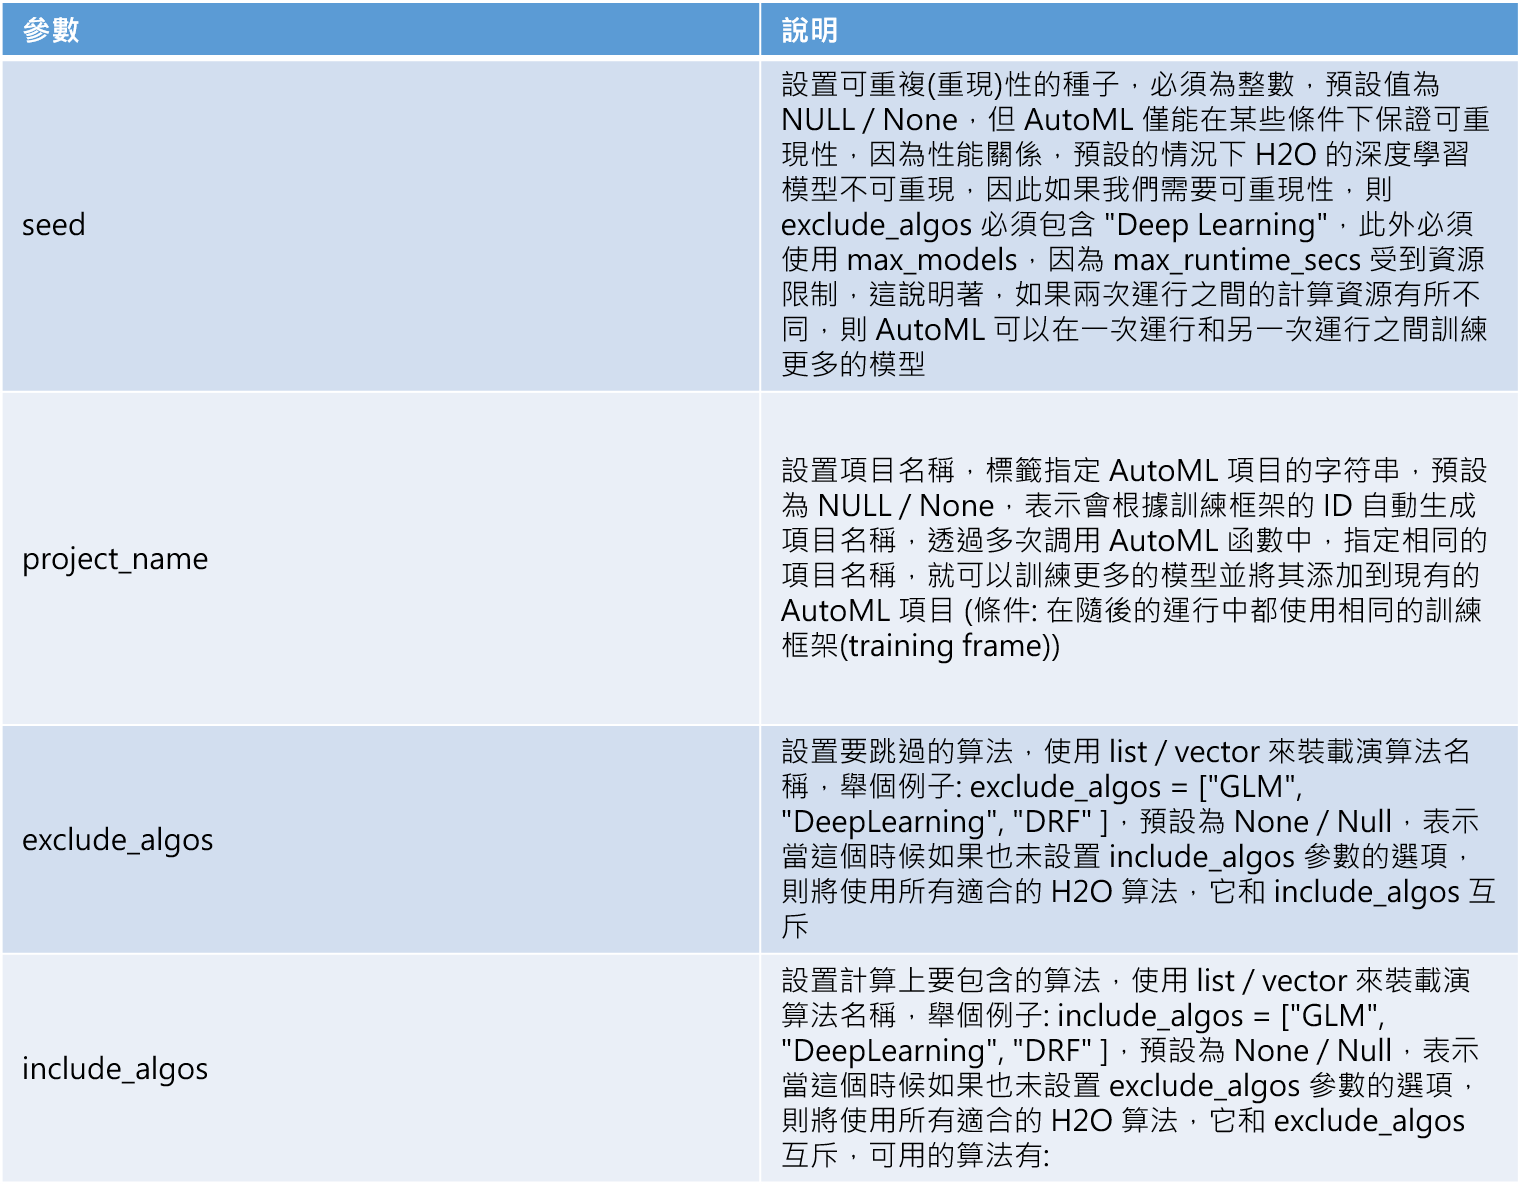 參數
說明
seed
設置可重複(重現)性的種子，必須為整數，預設值為
NULL / None，但 AutoML 僅能在某些條件下保證可重
現性，因為性能關係，預設的情況下 H2O 的深度學習
模型不可重現，因此如果我們需要可重現性，則
exclude_algos 必須包含 "Deep Learning"，此外必須
使用 max_models，因為 max_runtime_secs 受到資源
限制，這說明著，如果兩次運行之間的計算資源有所不
同，則 AutoML 可以在一次運行和另一次運行之間訓練
更多的模型
project_name
設置項目名稱，標籤指定 AutoML 項目的字符串，預設
為 NULL / None，表示會根據訓練框架的 ID 自動生成
項目名稱，透過多次調用 AutoML 函數中，指定相同的
項目名稱，就可以訓練更多的模型並將其添加到現有的
AutoML 項目 (條件: 在隨後的運行中都使用相同的訓練
框架(training frame))
exclude_algos
設置要跳過的算法，使用 list / vector 來裝載演算法名
稱，舉個例子: exclude_algos = ["GLM",
"DeepLearning", "DRF" ]，預設為 None / Null，表示
當這個時候如果也未設置 include_algos 參數的選項，
則將使用所有適合的 H2O 算法，它和 include_algos 互
斥
include_algos
設置計算上要包含的算法，使用 list / vector 來裝載演
算法名稱，舉個例子: include_algos = ["GLM",
"DeepLearning", "DRF" ]，預設為 None / Null，表示
當這個時候如果也未設置 exclude_algos 參數的選項，
則將使用所有適合的 H2O 算法，它和 exclude_algos
互斥，可用的算法有: